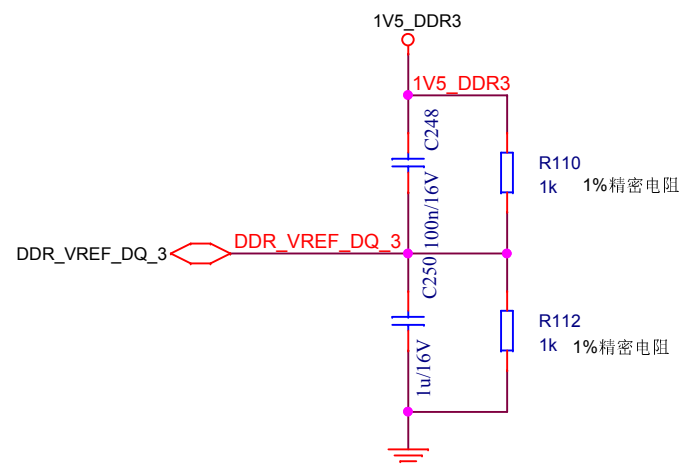 1V5_DDR3
1V5_DDR3
C248
100n/16V
R110
1k 1%精密电阻
DDR_VREF_DQ_3
DDR_VREF_DQ_3
C250
1u/16V
R112
1k 1%精密电阻